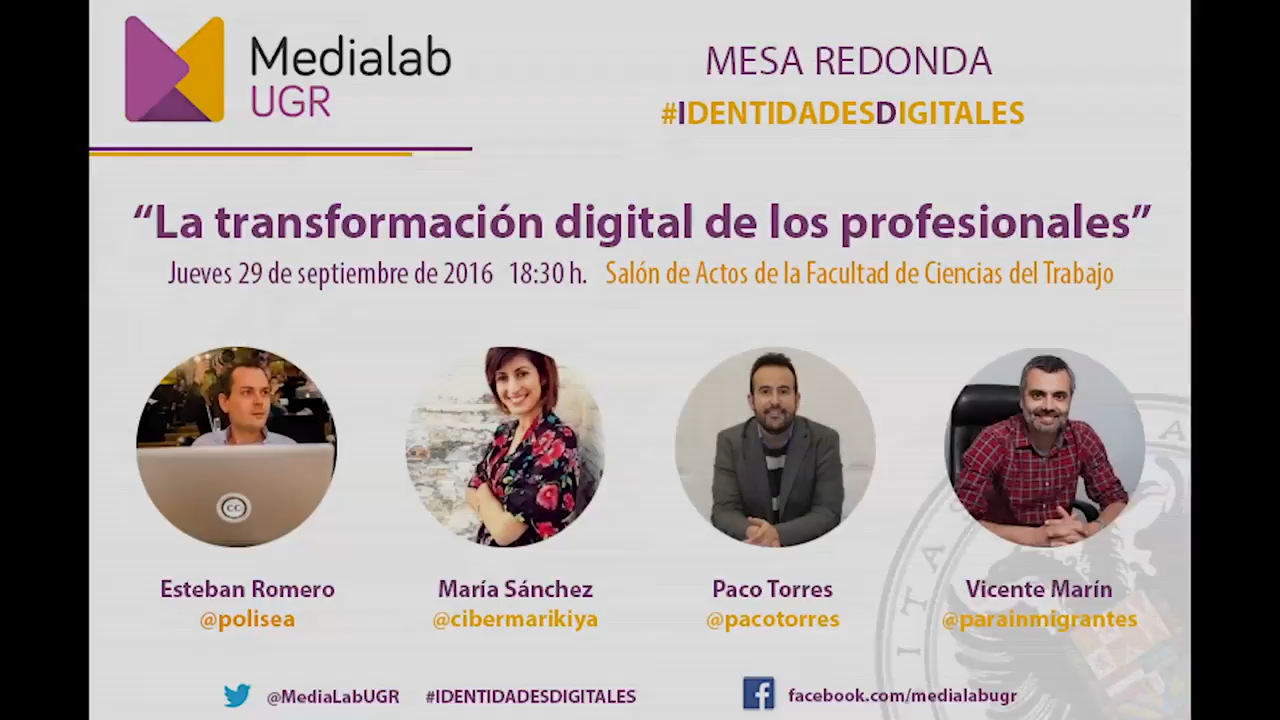 Medialab
UGR
MESA REDONDA
#IDENTIDADESDIGITALES
“La transformación digital de los profesionales”
Jueves 29 de septiembre de 2016 18:30 h. Salón de Actos de la Facultad de Ciencias del Trabajo
CC
Esteban Romero
@polisea
María Sánchez
@cibermarikiya
Paco Torres
@pacotorres
Vicente Marín
@parainmigrantes
@MediaLabUGR #IDENTIDADESDIGITALES
facebook.com/medialabugr